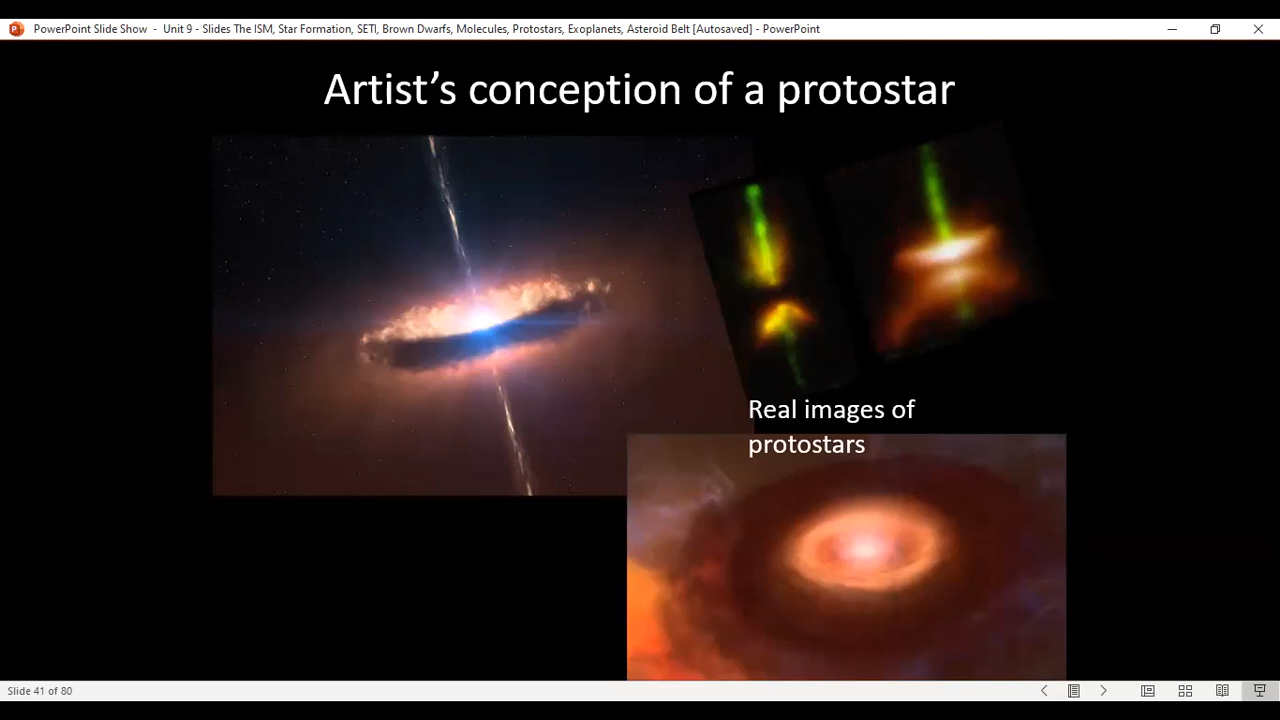 PowerPoint Slide Show - Unit 9 - Slides The ISM, Star Formation, SETI, Brown Dwarfs, Molecules, Protostars, Exoplanets, Asteroid Belt [Autosaved] - PowerPoint
Artist’s conception of a protostar
Real images of
protostars
Slide 41 of 80